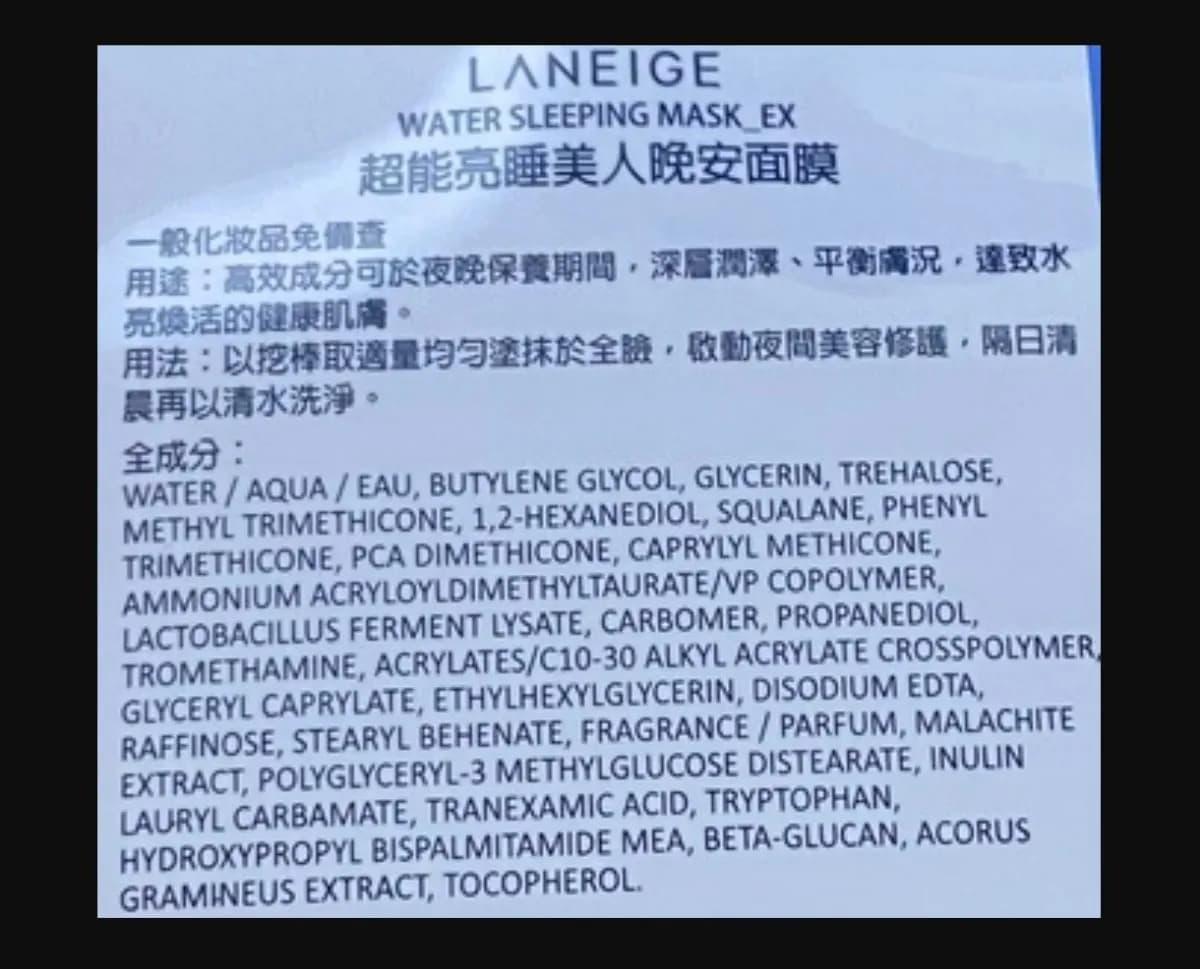 LANEIGE
WATER SLEEPING MASK_EX
超能亮睡美人晚安面膜
一般化妝品免備查
用途：高效成分可於夜晚保養期間，深層潤澤、平衡膚況，達致水
亮煥活的健康肌膚。
用法：以挖棒取適量均勻塗抹於全臉，啟動夜間美容修護，隔日清
晨再以清水洗淨。
全成分：
WATER / AQUA / EAU, BUTYLENE GLYCOL, GLYCERIN, TREHALOSE,
METHYL TRIMETHICONE, 1,2-HEXANEDIOL, SQUALANE, PHENYL
TRIMETHICONE, PCA DIMETHICONE, CAPRYLYL METHICONE,
AMMONIUM ACRYLOYLDIMETHYLTAURATE/VP COPOLYMER,
LACTOBACILLUS FERMENT LYSATE, CARBOMER, PROPANEDIOL,
TROMETHAMINE, ACRYLATES/C10-30 ALKYL ACRYLATE CROSSPOLYMER,
GLYCERYL CAPRYLATE, ETHYLHEXYLGLYCERIN, DISODIUM EDTA,
RAFFINOSE, STEARYL BEHENATE, FRAGRANCE / PARFUM, MALACHITE
EXTRACT, POLYGLYCERYL-3 METHYLGLUCOSE DISTEARATE, INULIN
LAURYL CARBAMATE, TRANEXAMIC ACID, TRYPTOPHAN,
HYDROXYPROPYL BISPALMITAMIDE MEA, BETA-GLUCAN, ACORUS
GRAMINEUS EXTRACT, TOCOPHEROL.